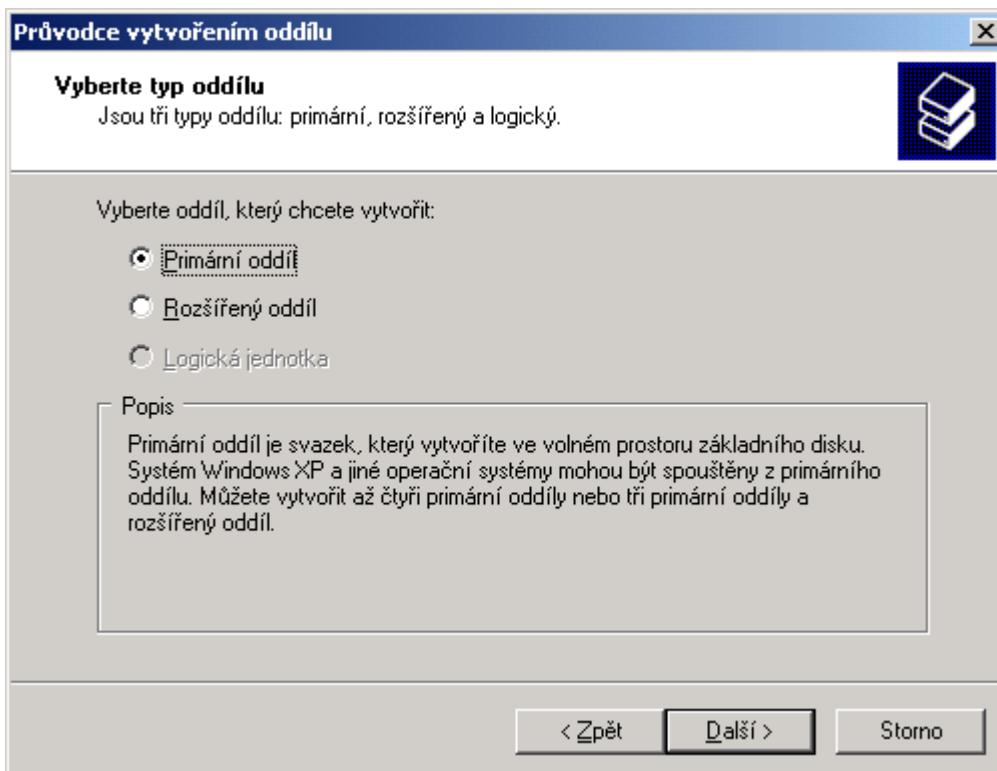 Průvodce vytvořením oddílu
Vyberte typ oddílu
Jsou tři typy oddílu: primární, rozšířený a logický.
Vyberte oddíl, který chcete vytvořit:
Primární oddíl
Rozšířený oddíl
Logická jednotka
Popis
Primární oddíl je svazek, který vytvoříte ve volném prostoru základního disku.
Systém Windows XP a jiné operační systémy mohou být spouštěny z primárního
oddílu. Můžete vytvořit až čtyři primární oddíly nebo tři primární oddíly a
rozšířený oddíl.
< Zpět
Další >
Storno